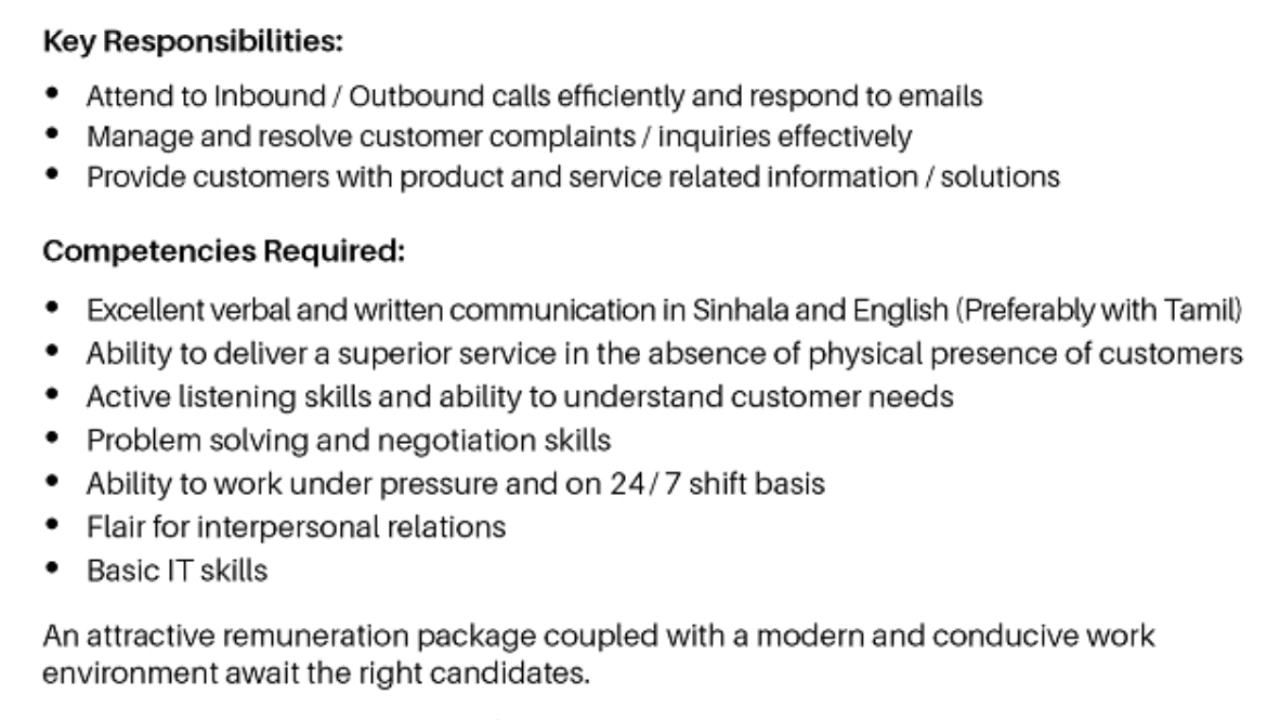 Key Responsibilities:
• Attend to Inbound / Outbound calls efficiently and respond to emails
• Manage and resolve customer complaints / inquiries effectively
• Provide customers with product and service related information / solutions
Competencies Required:
• Excellent verbal and written communication in Sinhala and English (Preferably with Tamil)
• Ability to deliver a superior service in the absence of physical presence of customers
• Active listening skills and ability to understand customer needs
• Problem solving and negotiation skills
• Ability to work under pressure and on 24/7 shift basis
• Flair for interpersonal relations
• Basic IT skills
An attractive remuneration package coupled with a modern and conducive work
environment await the right candidates.